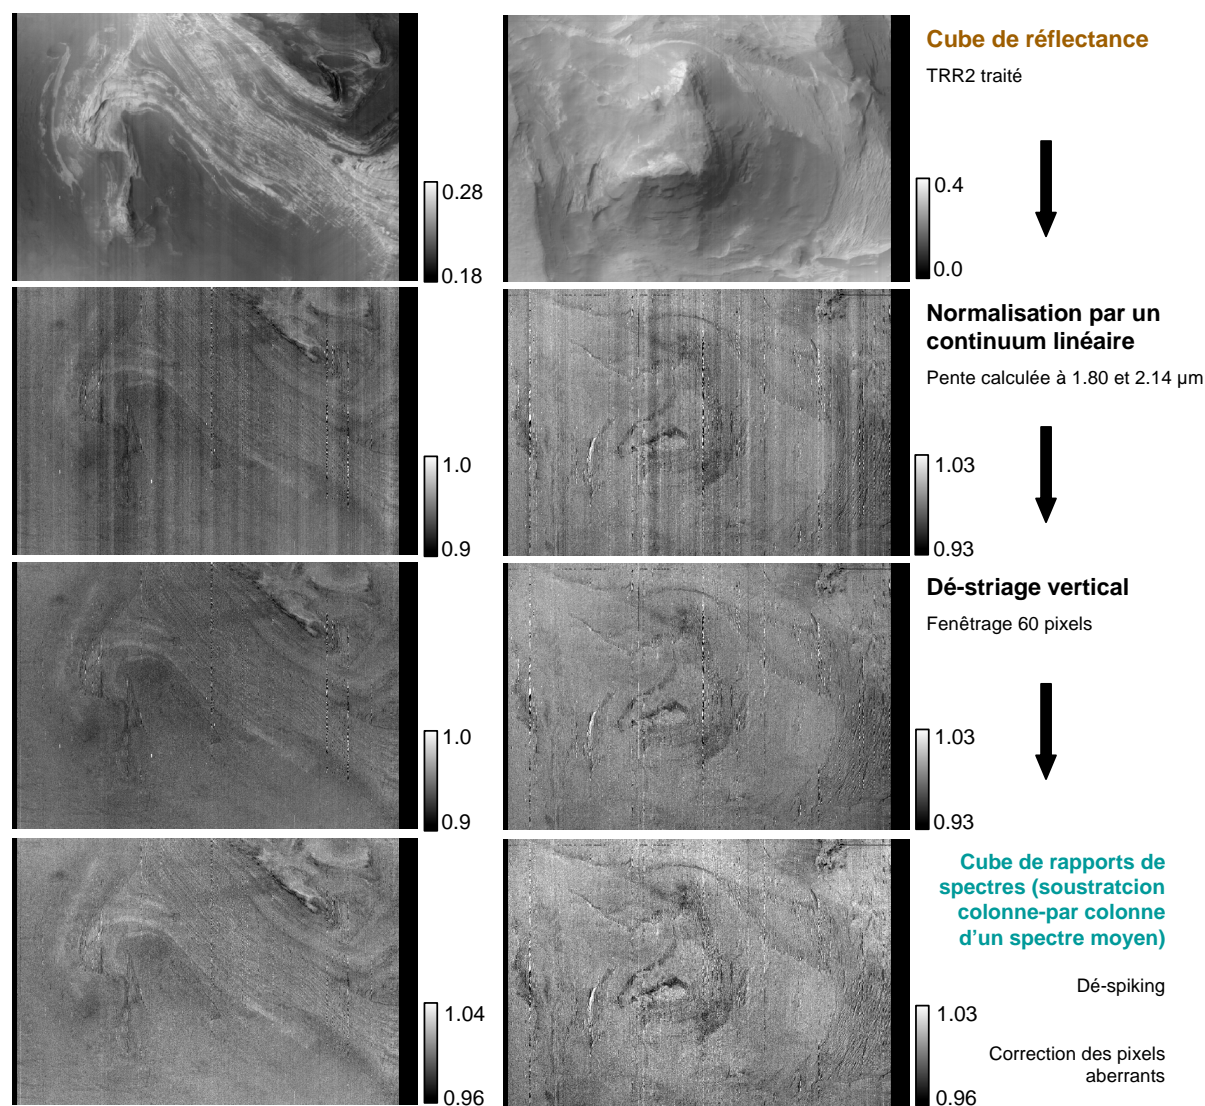 Cube de réflectance
TRR2 traité
0.28
0.18
0.4
0.0
Normalisation par un
continuum linéaire
Pente calculée à 1.80 et 2.14 µm
1.0
0.9
1.03
0.93
Dé-striage vertical
Fenêtrage 60 pixels
1.0
0.9
1.03
0.93
Cube de rapports de
spectres (soustratcion
colonne-par colonne
d’un spectre moyen)
Dé-spiking
Correction des pixels
aberrants
1.04
0.96
1.03
0.96